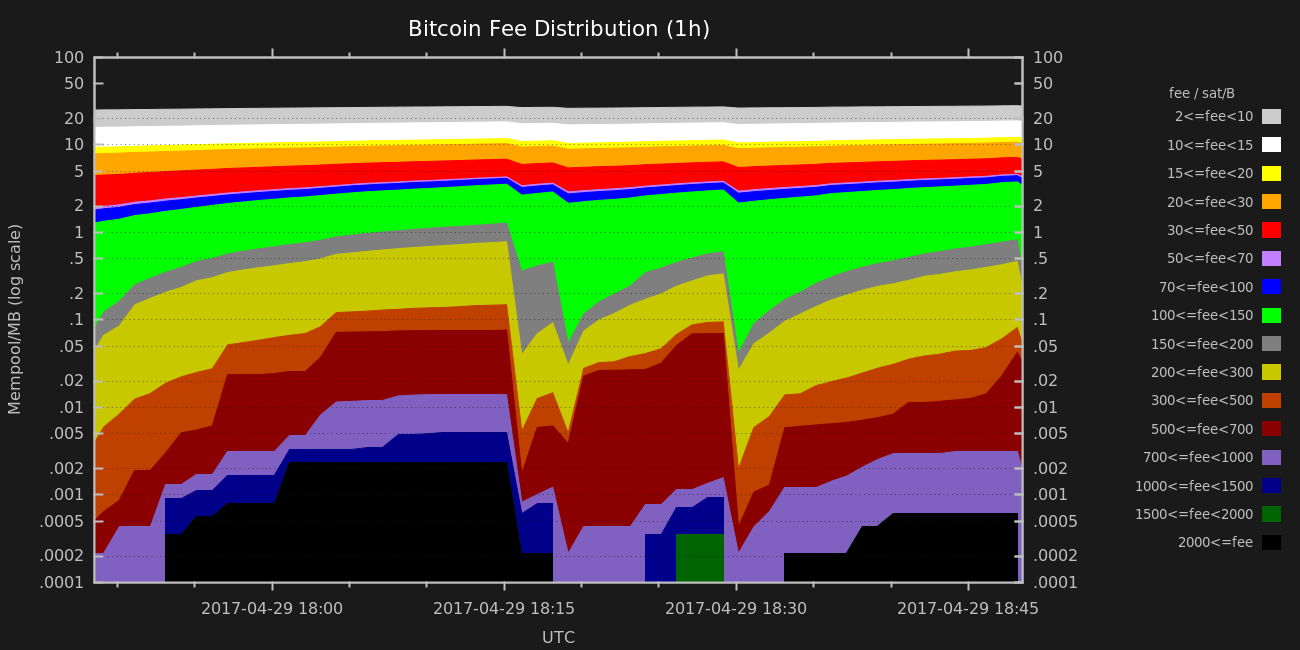 Bitcoin Fee Distribution (1h)
100
50
20
10
5
2
1
.5
.2
.1
.05
.02
.01
.005
.002
.001
.0005
.0002
.0001
Mempool/MB (log scale)
100
50
20
10
5
2
1
.5
.2
.1
.05
.02
.01
.005
.002
.001
.0005
.0002
.0001
2017-04-29 18:00
2017-04-29 18:15
2017-04-29 18:30
2017-04-29 18:45
UTC
fee / sat/B
2<=fee<10
10<=fee<15
15<=fee<20
20<=fee<30
30<=fee<50
50<=fee<70
70<=fee<100
100<=fee<150
150<=fee<200
200<=fee<300
300<=fee<500
500<=fee<700
700<=fee<1000
1000<=fee<1500
1500<=fee<2000
2000<=fee